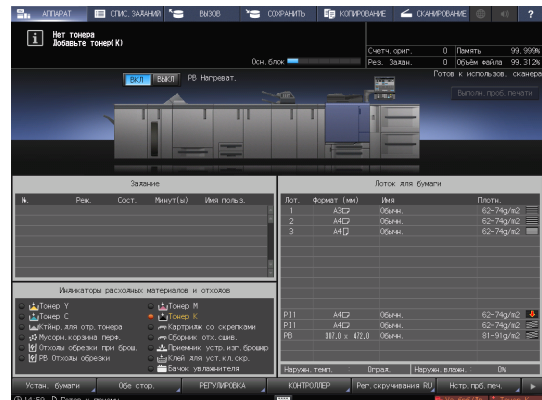 АППАРАТ СПИС. ЗАДАНИЙ ВЫЗОВ СОХРАНИТЬ КОПИРОВАНИЕ СКАНИРОВАНИЕ ?
Нет тонера
Добавьте тонер(K)
Счетч. ориг. 0 Память 99,999%
Осн. блок Рез. Задан. 0 Объём файла 99,312%
Готов к использов. сканера
ВКЛ ВЫКЛ PB Нагреват.
Выполн. проб. печати
Задание
№. Реж. Сост. Минут(ы) Имя польз.
Лоток для бумаги
Лот. Формат (мм) Имя Плотн.
1 A3 Обычн. 62-74g/m2
2 A4 Обычн. 62-74g/m2
3 A4 Обычн. 62-74g/m2
PI1 A4 Обычн. 62-74g/m2
PI1 A4 Обычн. 62-74g/m2
PB 187,0 x 472,0 Обычн. 81-91g/m2
Индикаторы расходных материалов и отходов
Тонер Y Тонер M
Тонер C Тонер K
Ктйнр. для отр. тонера Картридж со скрепками
Мусорн. корзина перф. Сборник отх. сшив.
Отходы обрезки при брош. Приемник устр. изг. брошир
PB Отходы обрезки Клей для уст. кл. скр.
Бачок увлажнителя
Наружн. темп. : 0град. Наружн. влажн. : 0%
Устан. бумаги Обе стор. РЕГУЛИРОВКА КОНТРОЛЛЕР Рег. скручивания RU Нстр. прб. печ.